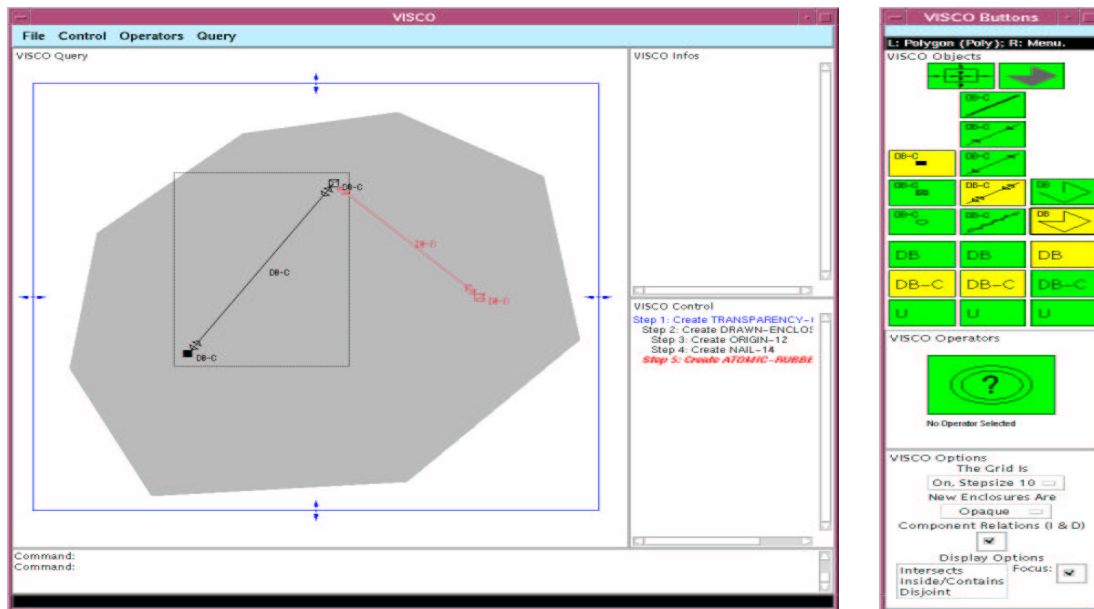 VISCO
File Control Operators Query
VISCO Query
DB-C
DB-C
DB-C
VISCO Infos
VISCO Control
Step 1: Create TRANSPARENCY-
Step 2: Create DRAWN-ENCLOS
Step 3: Create ORIGIN-12
Step 4: Create NAIL-14
Step 5: Create ATOMIC-RUBBE
Command:
Command:
VISCO Buttons
L: Polygon (Poly); R: Menu.
VISCO Objects
DB-C
DB-C
DB-C DB-C
DB-C DB-C DB
DB-C DB-C DB
DB DB DB
DB-C DB-C DB-C
U U U
VISCO Operators
?
No Operator Selected
VISCO Options
The Grid Is
On, Stepsize 10
New Enclosures Are
Opaque
Component Relations (I & D)
Display Options
Intersects
Inside/Contains
Disjoint
Focus: